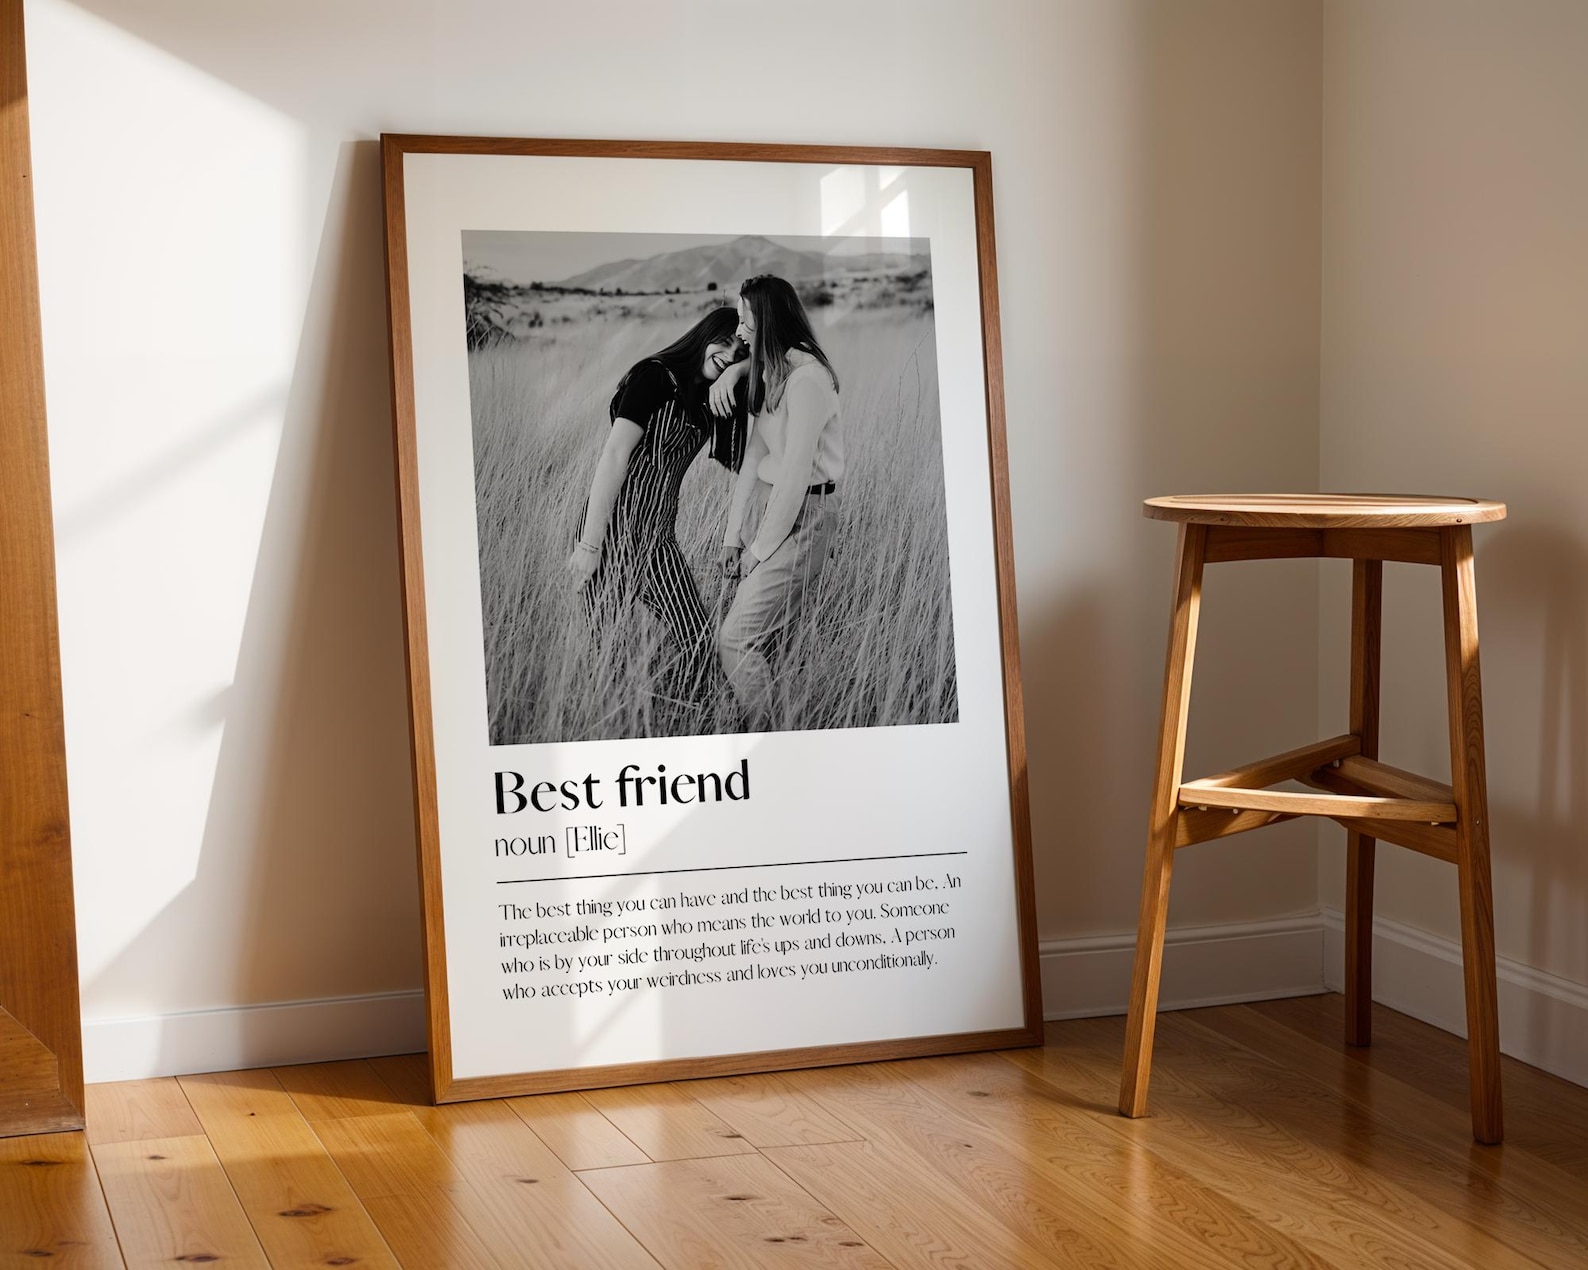 Best friend
noun [Ellie]
The best thing you can have and the best thing you can be. An
irreplaceable person who means the world to you. Someone
who is by your side throughout life's ups and downs. A person
who accepts your weirdness and loves you unconditionally.